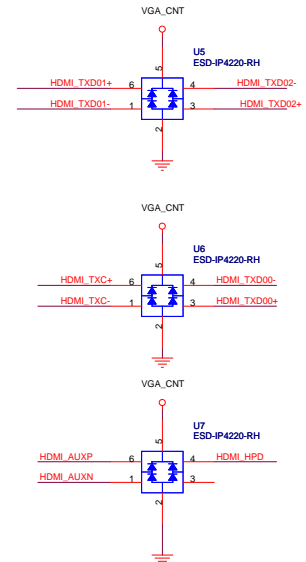 VGA_CNT
U5
ESD-IP4220-RH
5
HDMI_TXD01+ 6 4 HDMI_TXD02-
HDMI_TXD01- 1 3 HDMI_TXD02+
2
VGA_CNT
U6
ESD-IP4220-RH
5
HDMI_TXC+ 6 4 HDMI_TXD00-
HDMI_TXC- 1 3 HDMI_TXD00+
2
VGA_CNT
U7
ESD-IP4220-RH
5
HDMI_AUXP 6 4 HDMI_HPD
HDMI_AUXN 1 3
2